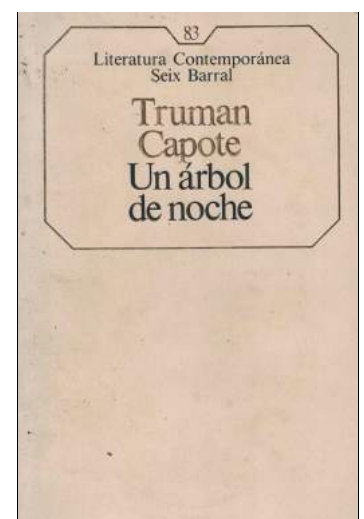 83
Literatura Contemporánea
Seix Barral
Truman
Capote
Un árbol
de noche